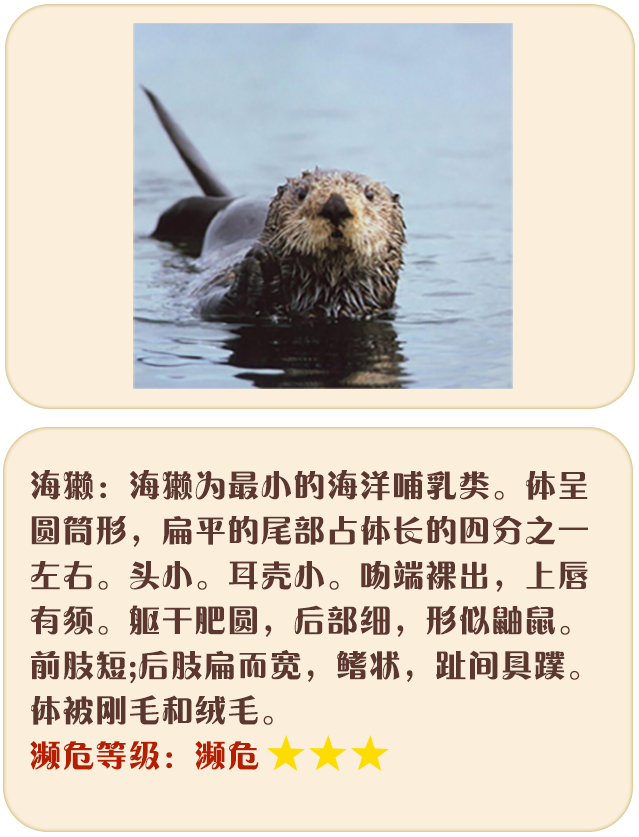 海獭：海獭为最小的海洋哺乳类。体呈
圆筒形，扁平的尾部占体长的四分之一
左右。头小。耳壳小。吻端裸出，上唇
有须。躯干肥圆，后部细，形似鼬鼠。
前肢短;后肢扁而宽，鳍状，趾间具蹼。
体被刚毛和绒毛。
濒危等级：濒危★★★